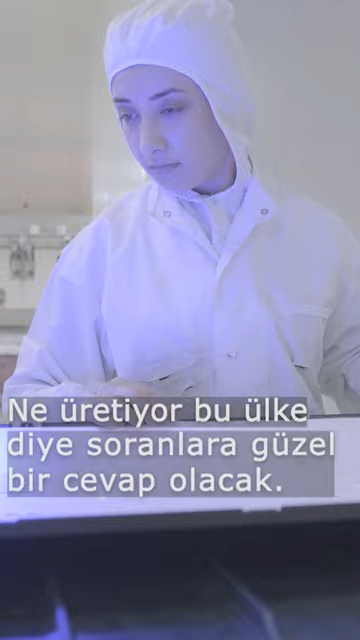 Ne üretiyor bu ülke
diye soranlara güzel
bir cevap olacak.